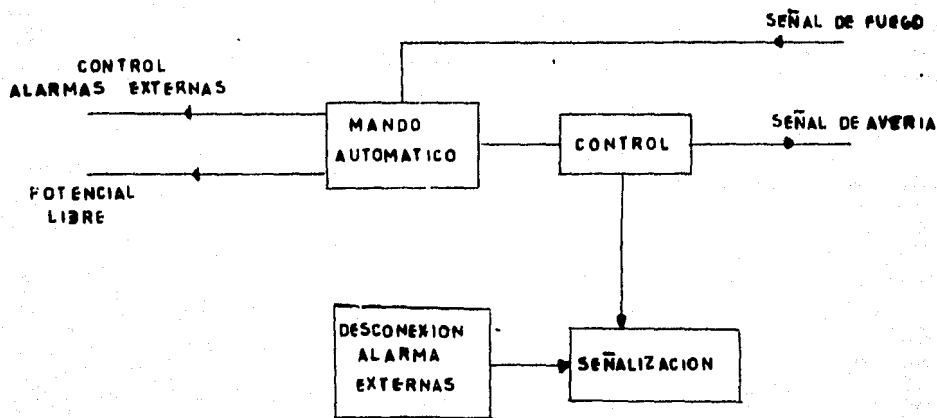 SEÑAL DE FUEGO
CONTROL
ALARMAS EXTERNAS
MANDO
AUTOMATICO
CONTROL
SEÑAL DE AVERIA
POTENCIAL
LIBRE
DESCONEXION
ALARMA
EXTERNAS
SEÑALIZACION